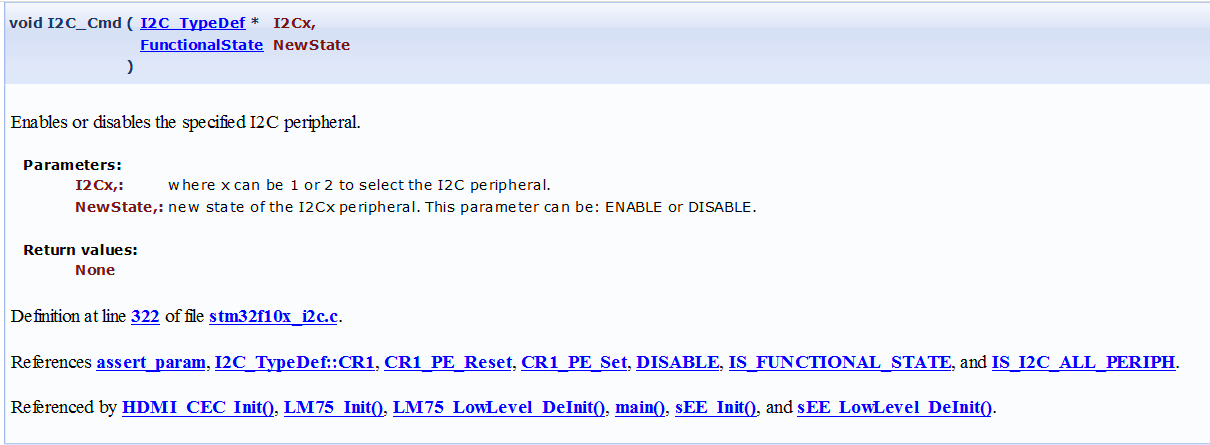 void I2C_Cmd ( I2C_TypeDef * I2Cx,
FunctionalState NewState
)
Enables or disables the specified I2C peripheral.
Parameters:
I2Cx,: where x can be 1 or 2 to select the I2C peripheral.
NewState,: new state of the I2Cx peripheral. This parameter can be: ENABLE or DISABLE.
Return values:
None
Definition at line 322 of file stm32f10x_i2c.c.
References assert_param, I2C_TypeDef::CR1, CR1_PE_Reset, CR1_PE_Set, DISABLE, IS_FUNCTIONAL_STATE, and IS_I2C_ALL_PERIPH.
Referenced by HDMI_CEC_Init(), LM75_Init(), LM75_LowLevel_DeInit(), main(), sEE_Init(), and sEE_LowLevel_DeInit().